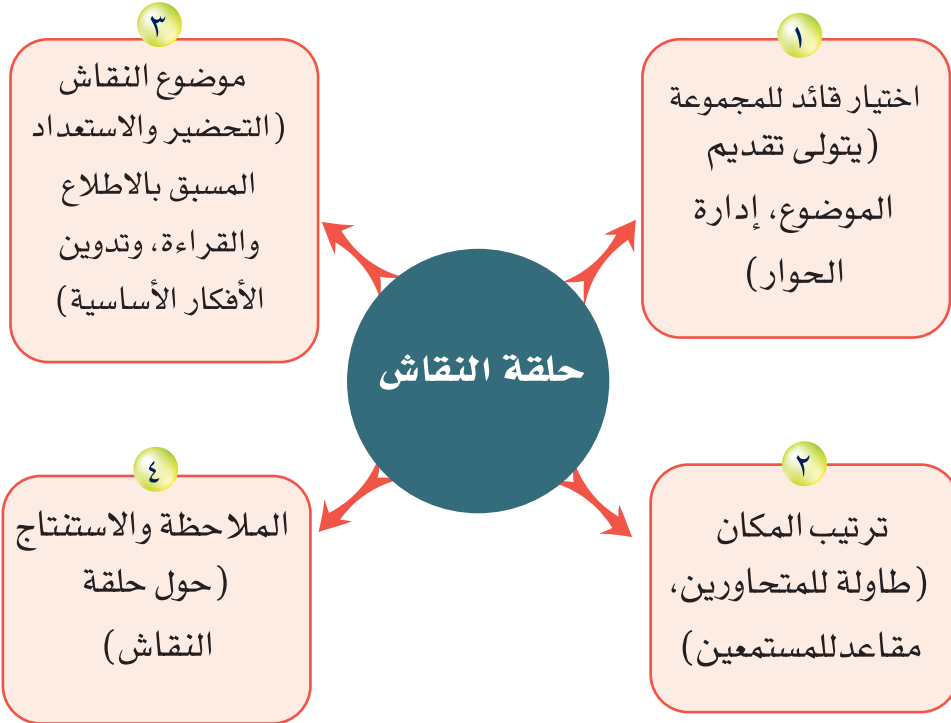 حلقة النقاش
١
اختيار قائد للمجموعة
(يتولى تقديم
الموضوع، إدارة
الحوار)
٢
ترتيب المكان
(طاولة للمتحاورين،
مقاعدللمستمعين)
٣
موضوع النقاش
(التحضير والاستعداد
المسبق بالاطلاع
والقراءة، وتدوين
الأفكار الأساسية)
٤
الملاحظة والاستنتاج
(حول حلقة
النقاش)